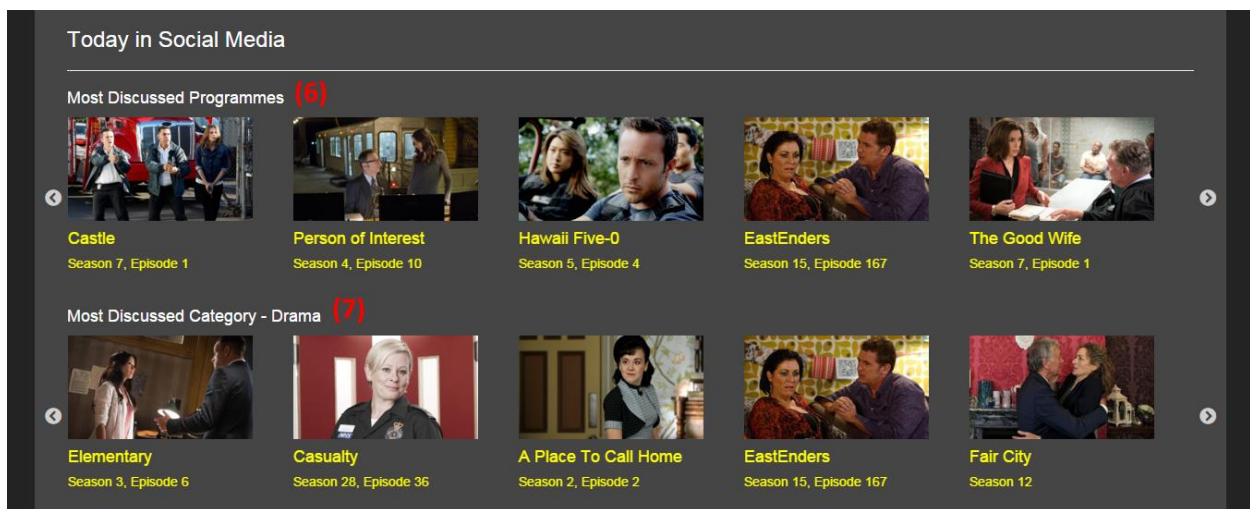 Today in Social Media
Most Discussed Programmes (6)
Castle
Season 7, Episode 1
Person of Interest
Season 4, Episode 10
Hawaii Five-0
Season 5, Episode 4
EastEnders
Season 15, Episode 167
The Good Wife
Season 7, Episode 1
Most Discussed Category - Drama (7)
Elementary
Season 3, Episode 6
Casualty
Season 28, Episode 36
A Place To Call Home
Season 2, Episode 2
EastEnders
Season 15, Episode 167
Fair City
Season 12